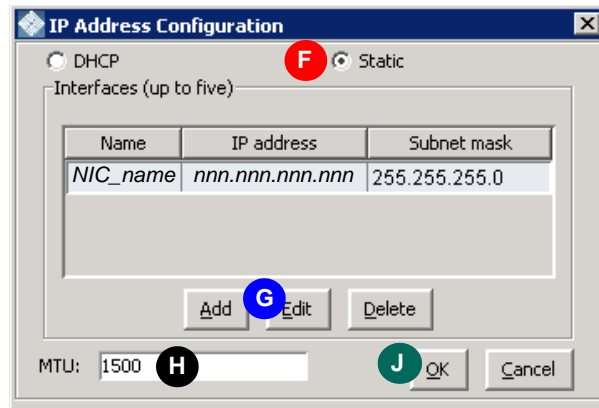 IP Address Configuration
DHCP F Static
Interfaces (up to five)
Name IP address Subnet mask
NIC_name nnn.nnn.nnn.nnn 255.255.255.0
Add G Edit Delete
MTU: 1500 H J OK Cancel